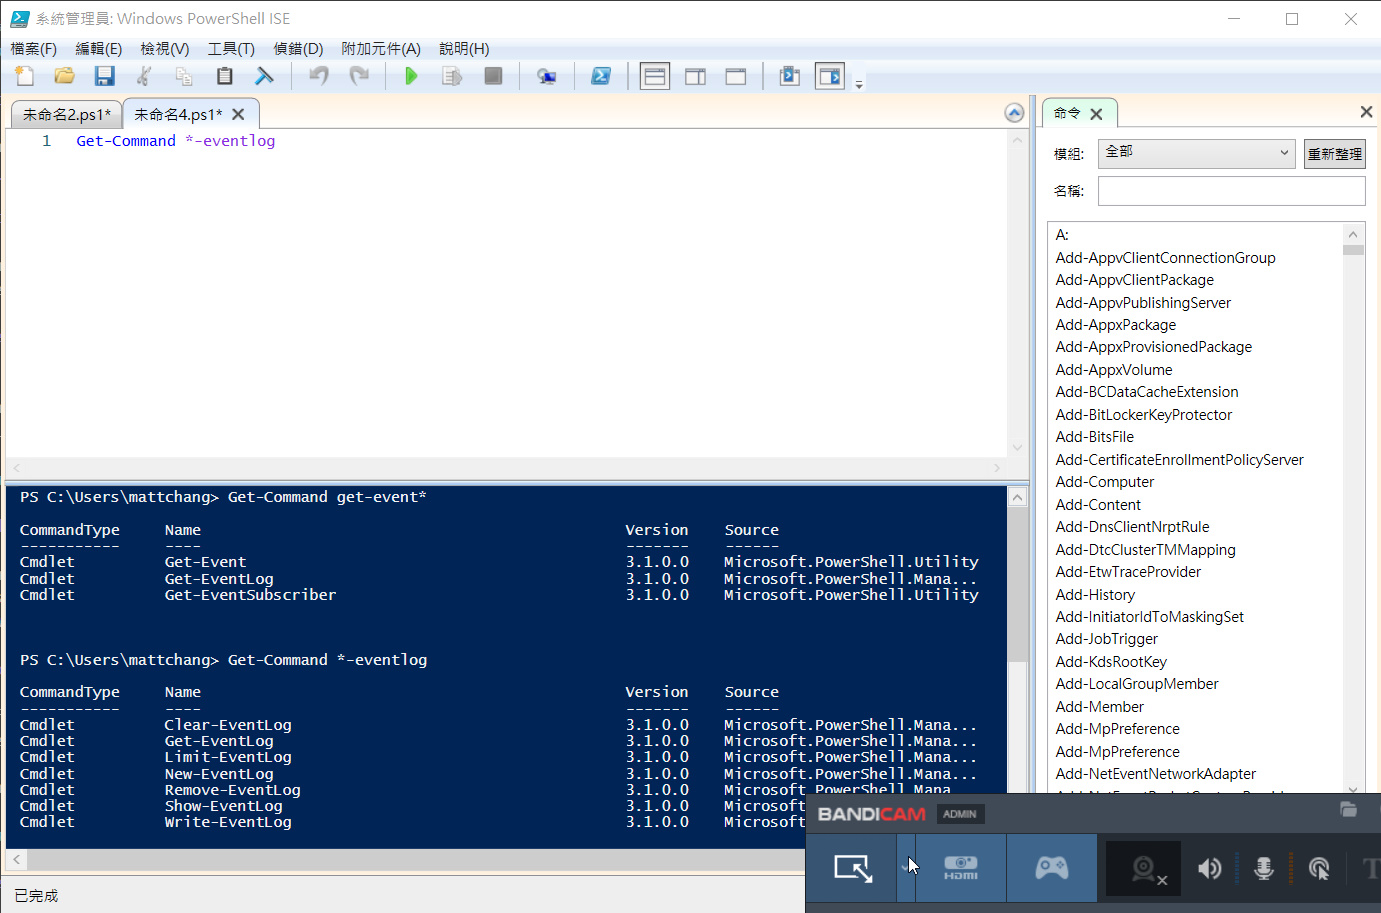 系統管理員: Windows PowerShell ISE
檔案(F) 編輯(E) 檢視(V) 工具(T) 偵錯(D) 附加元件(A) 說明(H)
未命名2.ps1* 未命名4.ps1*
1 Get-Command *-eventlog
PS C:\Users\mattchang> Get-Command get-event*
CommandType Name Version Source
----------- ---- ------- ------
Cmdlet Get-Event 3.1.0.0 Microsoft.PowerShell.Utility
Cmdlet Get-EventLog 3.1.0.0 Microsoft.PowerShell.Mana...
Cmdlet Get-EventSubscriber 3.1.0.0 Microsoft.PowerShell.Utility
PS C:\Users\mattchang> Get-Command *-eventlog
CommandType Name Version Source
----------- ---- ------- ------
Cmdlet Clear-EventLog 3.1.0.0 Microsoft.PowerShell.Mana...
Cmdlet Get-EventLog 3.1.0.0 Microsoft.PowerShell.Mana...
Cmdlet Limit-EventLog 3.1.0.0 Microsoft.PowerShell.Mana...
Cmdlet New-EventLog 3.1.0.0 Microsoft.PowerShell.Mana...
Cmdlet Remove-EventLog 3.1.0.0 Microsoft.PowerShell.Mana
Cmdlet Show-EventLog 3.1.0.0 Microsoft
Cmdlet Write-EventLog 3.1.0.0 Microsoft
已完成
命令
模組: 全部 重新整理
名稱:
A:
Add-AppvClientConnectionGroup
Add-AppvClientPackage
Add-AppvPublishingServer
Add-AppxPackage
Add-AppxProvisionedPackage
Add-AppxVolume
Add-BCDataCacheExtension
Add-BitLockerKeyProtector
Add-BitsFile
Add-CertificateEnrollmentPolicyServer
Add-Computer
Add-Content
Add-DnsClientNrptRule
Add-DtcClusterTMMapping
Add-EtwTraceProvider
Add-History
Add-InitiatorIdToMaskingSet
Add-JobTrigger
Add-KdsRootKey
Add-LocalGroupMember
Add-Member
Add-MpPreference
Add-MpPreference
Add-NetEventNetworkAdapter
BANDICAM ADMIN
HDMI